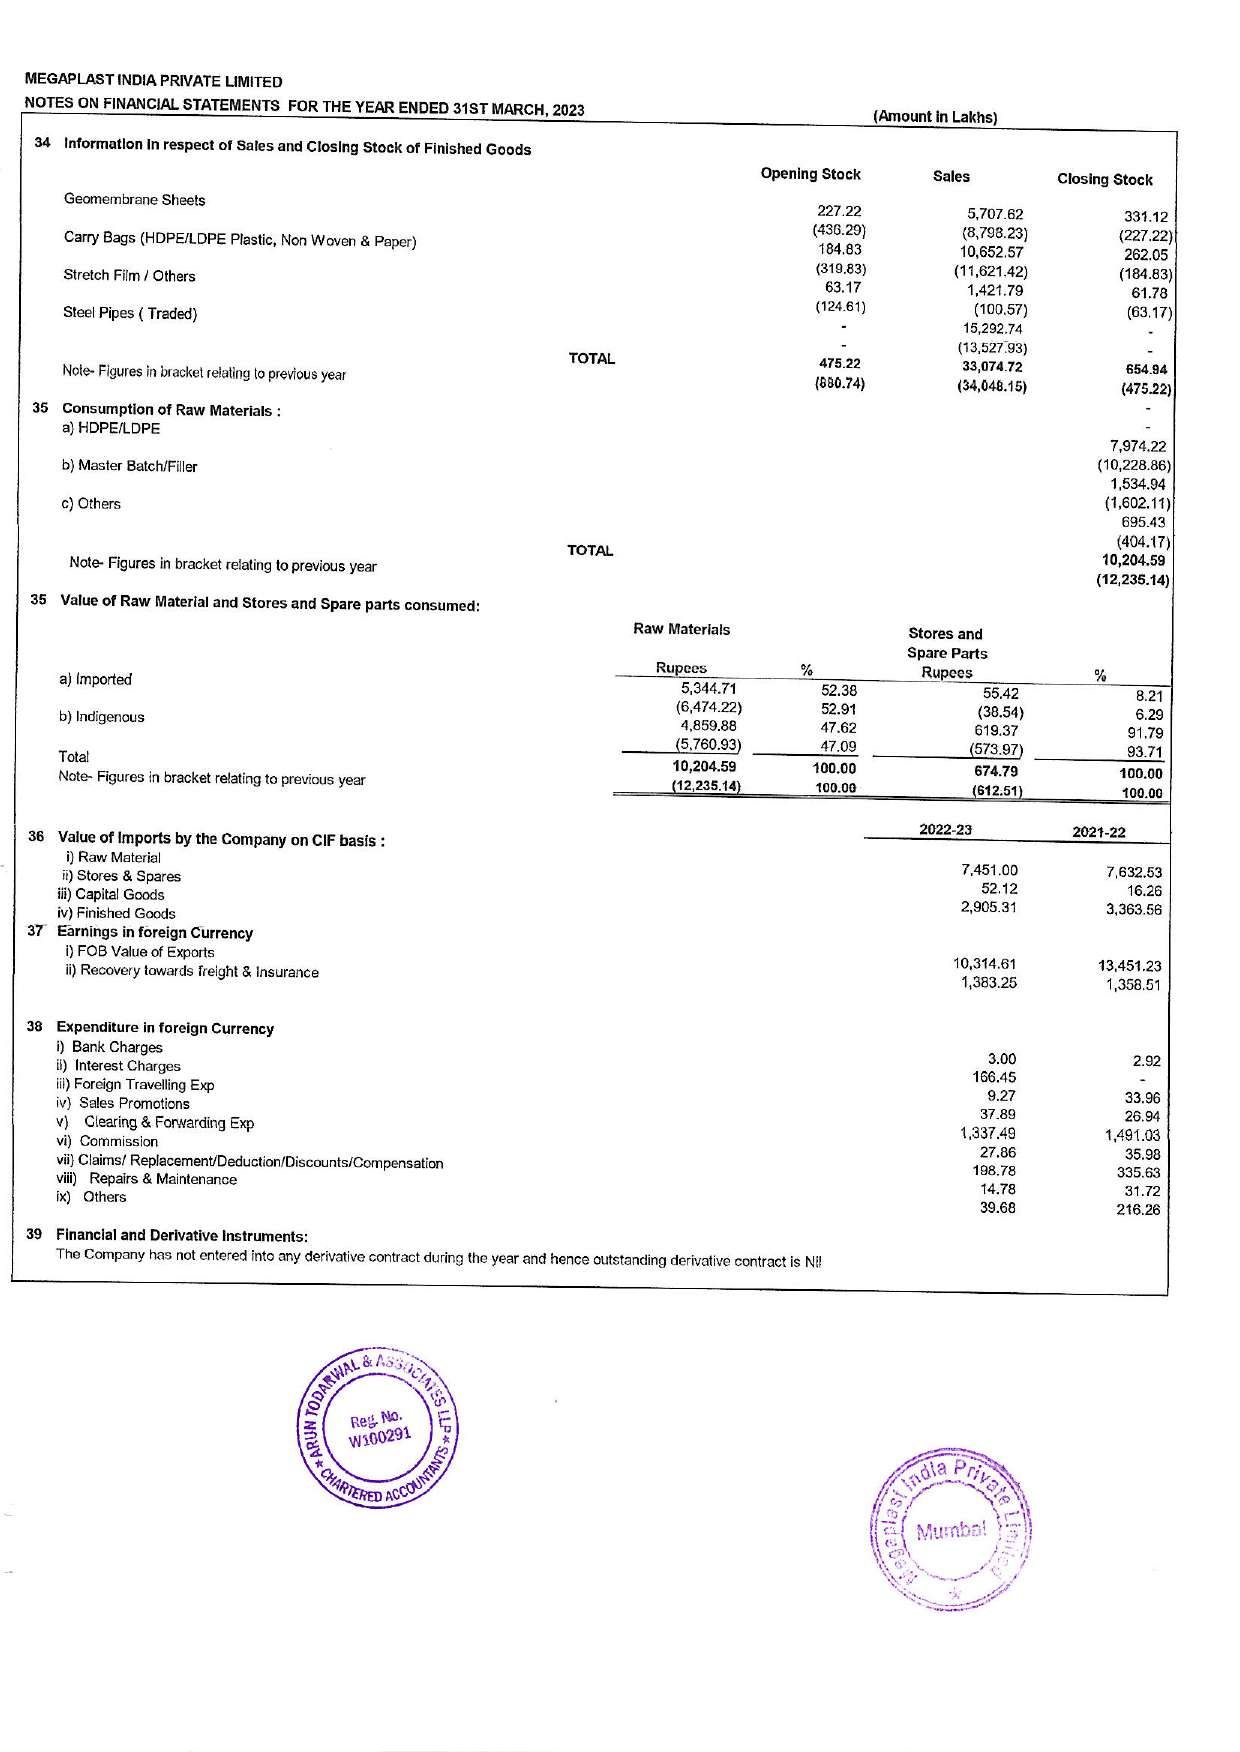 MEGAPLAST INDIA PRIVATE LIMITED
NOTES ON FINANCIAL STATEMENTS FOR THE YEAR ENDED 31ST MARCH, 2023 (Amount in Lakhs)
34 Information in respect of Sales and Closing Stock of Finished Goods
Opening Stock Sales Closing Stock
Geomembrane Sheets 227.22 5,707.62 331.12
(436.29) (8,798.23) (227.22)
Carry Bags (HDPE/LDPE Plastic, Non Woven & Paper) 184.83 10,652.57 262.05
(319.83) (11,621.42) (184.83)
Stretch Film / Others 63.17 1,421.79 61.78
(124.61) (100.57) (63.17)
Steel Pipes ( Traded) - 15,292.74 -
- (13,527.93) -
TOTAL 475.22 33,074.72 654.94
Note- Figures in bracket relating to previous year (880.74) (34,048.15) (475.22)
-
35 Consumption of Raw Materials :
-
a) HDPE/LDPE 7,974.22
(10,228.86)
b) Master Batch/Filler 1,534.94
(1,602.11)
c) Others 695.43
(404.17)
TOTAL 10,204.59
Note- Figures in bracket relating to previous year (12,235.14)
35 Value of Raw Material and Stores and Spare parts consumed:
Raw Materials Stores and
Spare Parts
Rupees % Rupees %
a) Imported 5,344.71 52.38 55.42 8.21
(6,474.22) 52.91 (38.54) 6.29
b) Indigenous 4,859.88 47.62 619.37 91.79
(5,760.93) 47.09 (573.97) 93.71
Total 10,204.59 100.00 674.79 100.00
Note- Figures in bracket relating to previous year (12,235.14) 100.00 (612.51) 100.00
2022-23 2021-22
36 Value of Imports by the Company on CIF basis :
i) Raw Material 7,451.00 7,632.53
ii) Stores & Spares 52.12 16.26
iii) Capital Goods 2,905.31 3,363.56
iv) Finished Goods
37 Earnings in foreign Currency
i) FOB Value of Exports 10,314.61 13,451.23
ii) Recovery towards freight & Insurance 1,383.25 1,358.51
38 Expenditure in foreign Currency
i) Bank Charges 3.00 2.92
ii) Interest Charges 166.45 -
iii) Foreign Travelling Exp 9.27 33.96
iv) Sales Promotions 37.89 26.94
v) Clearing & Forwarding Exp 1,337.49 1,491.03
vi) Commission 27.86 35.98
vii) Claims/ Replacement/Deduction/Discounts/Compensation 198.78 335.63
viii) Repairs & Maintenance 14.78 31.72
ix) Others 39.68 216.26
39 Financial and Derivative Instruments:
The Company has not entered into any derivative contract during the year and hence outstanding derivative contract is Nil
ARUN TODARWAL & ASSOCIATES LLP
Reg. No.
W100291
CHARTERED ACCOUNTANTS
Megaplast India Private Limited
Mumbai